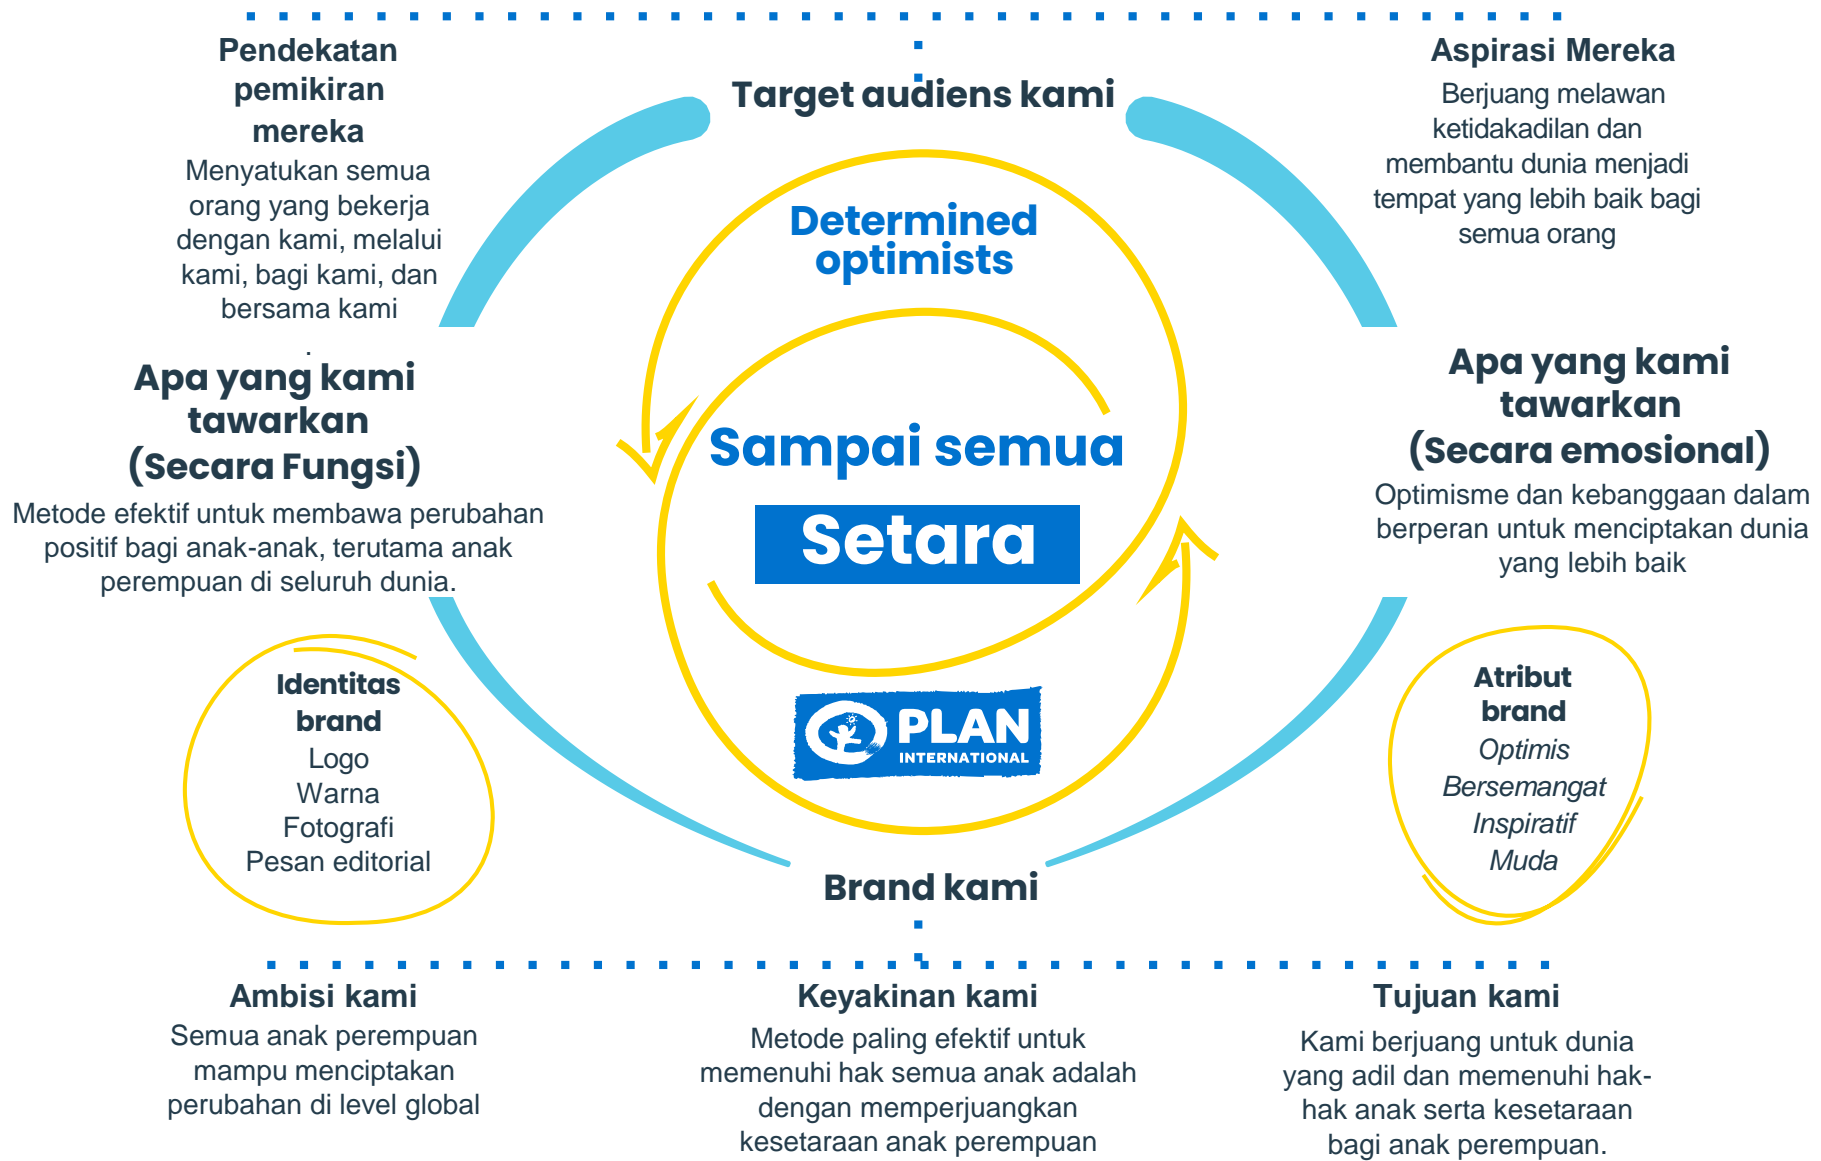 Pendekatan
pemikiran
mereka
Menyatukan semua
orang yang bekerja
dengan kami, melalui
kami, bagi kami, dan
bersama kami
.
Target audiens kami
Aspirasi Mereka
Berjuang melawan
ketidakadilan dan
membantu dunia menjadi
tempat yang lebih baik bagi
semua orang
Determined
optimists
Apa yang kami
tawarkan
(Secara Fungsi)
Metode efektif untuk membawa perubahan
positif bagi anak-anak, terutama anak
perempuan di seluruh dunia.
Sampai semua
Setara
Apa yang kami
tawarkan
(Secara emosional)
Optimisme dan kebanggaan dalam
berperan untuk menciptakan dunia
yang lebih baik
Identitas
brand
Logo
Warna
Fotografi
Pesan editorial
PLAN
INTERNATIONAL
Atribut
brand
Optimis
Bersemangat
Inspiratif
Muda
Brand kami
Ambisi kami
Semua anak perempuan
mampu menciptakan
perubahan di level global
Keyakinan kami
Metode paling efektif untuk
memenuhi hak semua anak adalah
dengan memperjuangkan
kesetaraan anak perempuan
Tujuan kami
Kami berjuang untuk dunia
yang adil dan memenuhi hak-
hak anak serta kesetaraan
bagi anak perempuan.